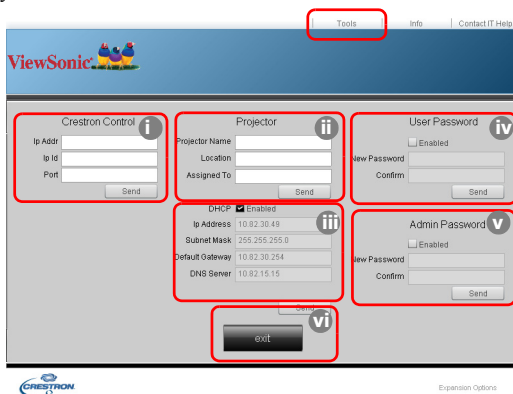 Tools Info Contact IT Help
ViewSonic
Crestron Control i
Ip Addr
Ip Id
Port
Send
Projector ii
Projector Name
Location
Assigned To
Send
DHCP Enabled iii
Ip Address 10.82.30.49
Subnet Mask 255.255.255.0
Default Gateway 10.82.30.254
DNS Server 10.82.15.15
Send
User Password iv
Enabled
New Password
Confirm
Send
Admin Password v
Enabled
New Password
Confirm
Send
vi
exit
CRESTRON
Expansion Options